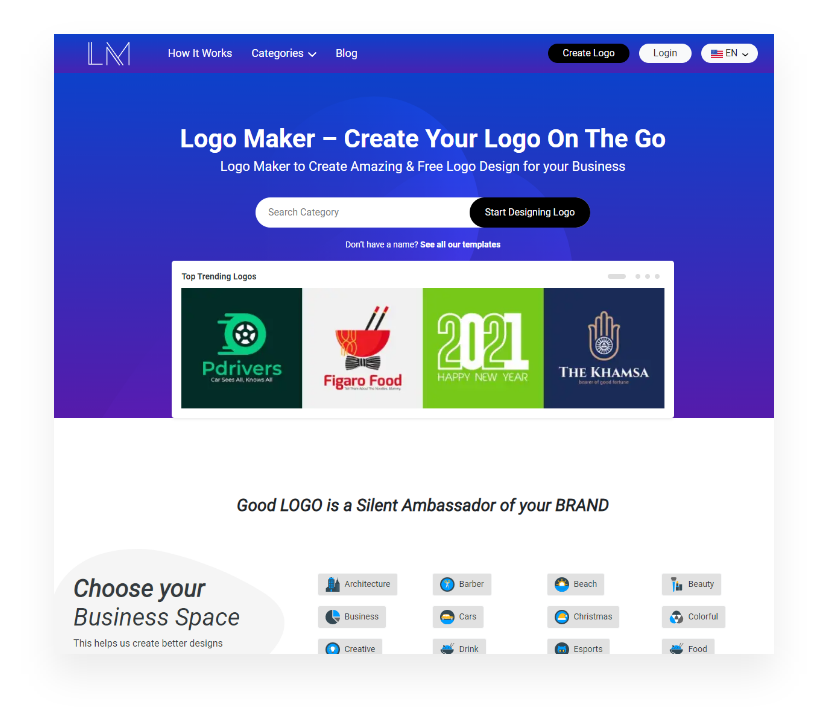 LM
How It Works Categories Blog Create Logo Login EN
Logo Maker – Create Your Logo On The Go
Logo Maker to Create Amazing & Free Logo Design for your Business
Search Category Start Designing Logo
Don't have a name? See all our templates
Top Trending Logos
Pdrivers
Car Sees All, Knows All
Figaro Food
2021
HAPPY NEW YEAR
THE KHAMSA
bearer of good fortune
Good LOGO is a Silent Ambassador of your BRAND
Choose your
Business Space
This helps us create better designs
Architecture Barber Beach Beauty
Business Cars Christmas Colorful
Creative Drink Esports Food